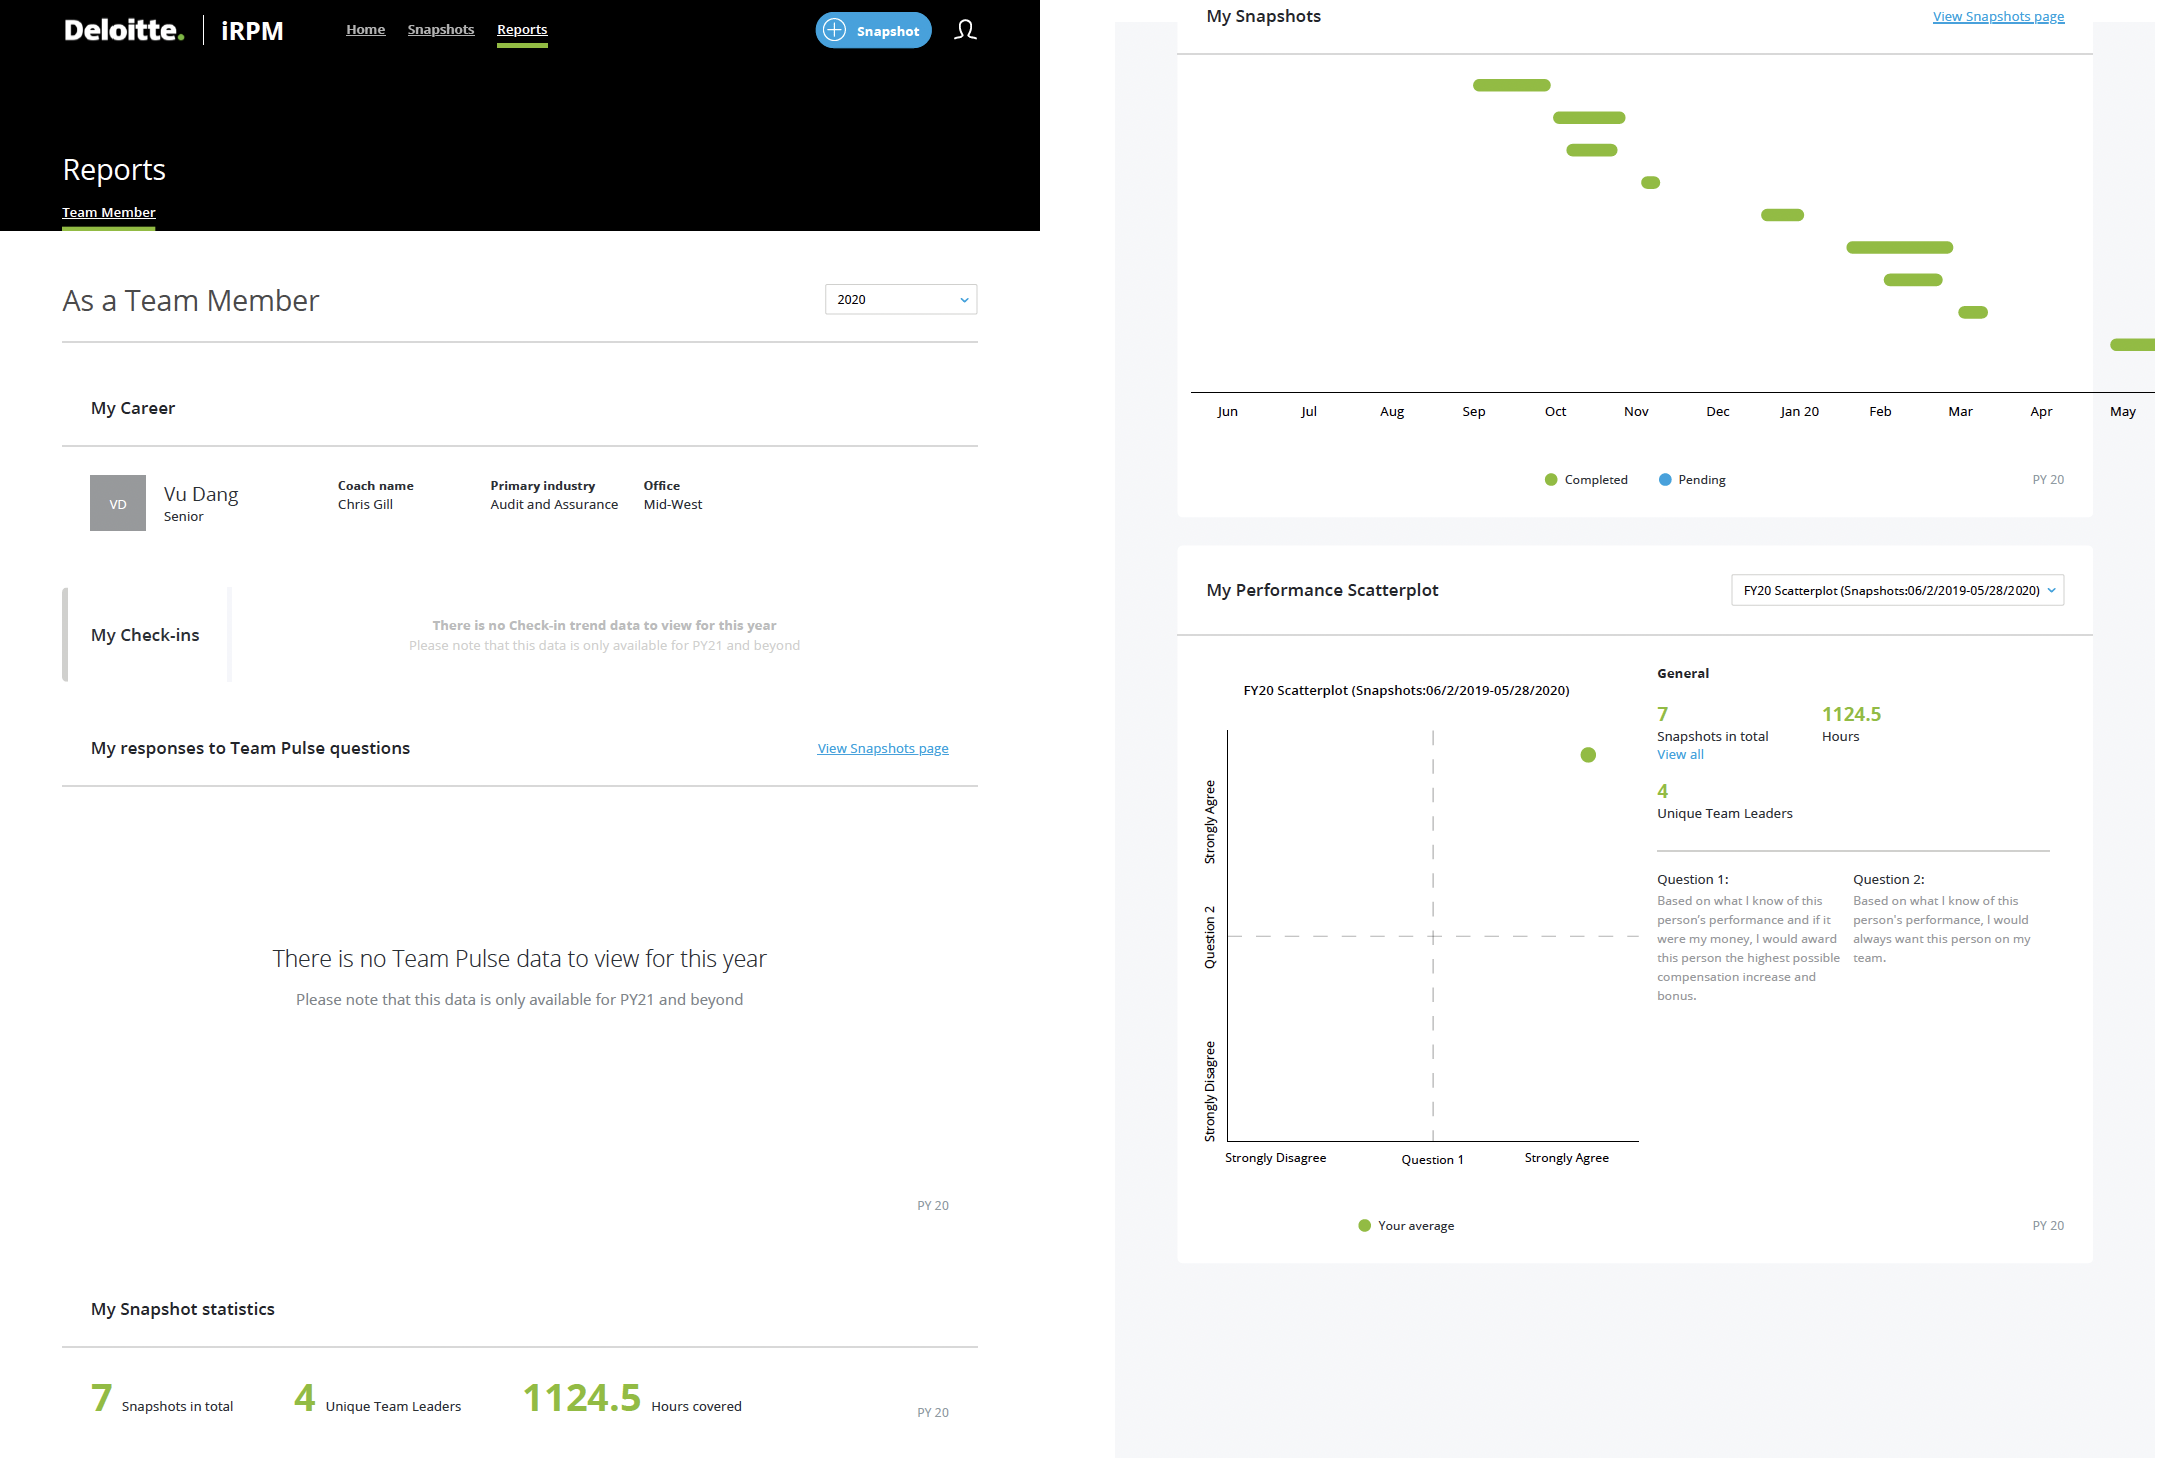 Deloitte. iRPM Home Snapshots Reports Snapshot
Reports
Team Member
As a Team Member 2020
My Career
VD
Vu Dang
Senior
Coach name
Chris Gill
Primary industry
Audit and Assurance
Office
Mid-West
My Check-ins
There is no Check-in trend data to view for this year
Please note that this data is only available for PY21 and beyond
My responses to Team Pulse questions View Snapshots page
There is no Team Pulse data to view for this year
Please note that this data is only available for PY21 and beyond
PY 20
My Snapshot statistics
7 Snapshots in total 4 Unique Team Leaders 1124.5 Hours covered PY 20
My Snapshots View Snapshots page
Jun Jul Aug Sep Oct Nov Dec Jan 20 Feb Mar Apr May
Completed Pending PY 20
My Performance Scatterplot FY20 Scatterplot (Snapshots:06/2/2019-05/28/2020)
FY20 Scatterplot (Snapshots:06/2/2019-05/28/2020)
Strongly Agree
Question 2
Strongly Disagree
Strongly Disagree Question 1 Strongly Agree
Your average
General
7
Snapshots in total
View all
1124.5
Hours
4
Unique Team Leaders
Question 1:
Based on what I know of this
person's performance and if it
were my money, I would award
this person the highest possible
compensation increase and
bonus.
Question 2:
Based on what I know of this
person's performance, I would
always want this person on my
team.
PY 20